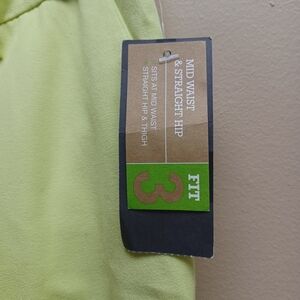 MID WAIST
& STRAIGHT HIP
SITS AT MID WAIST
STRAIGHT HIP & THIGH
FIT
3